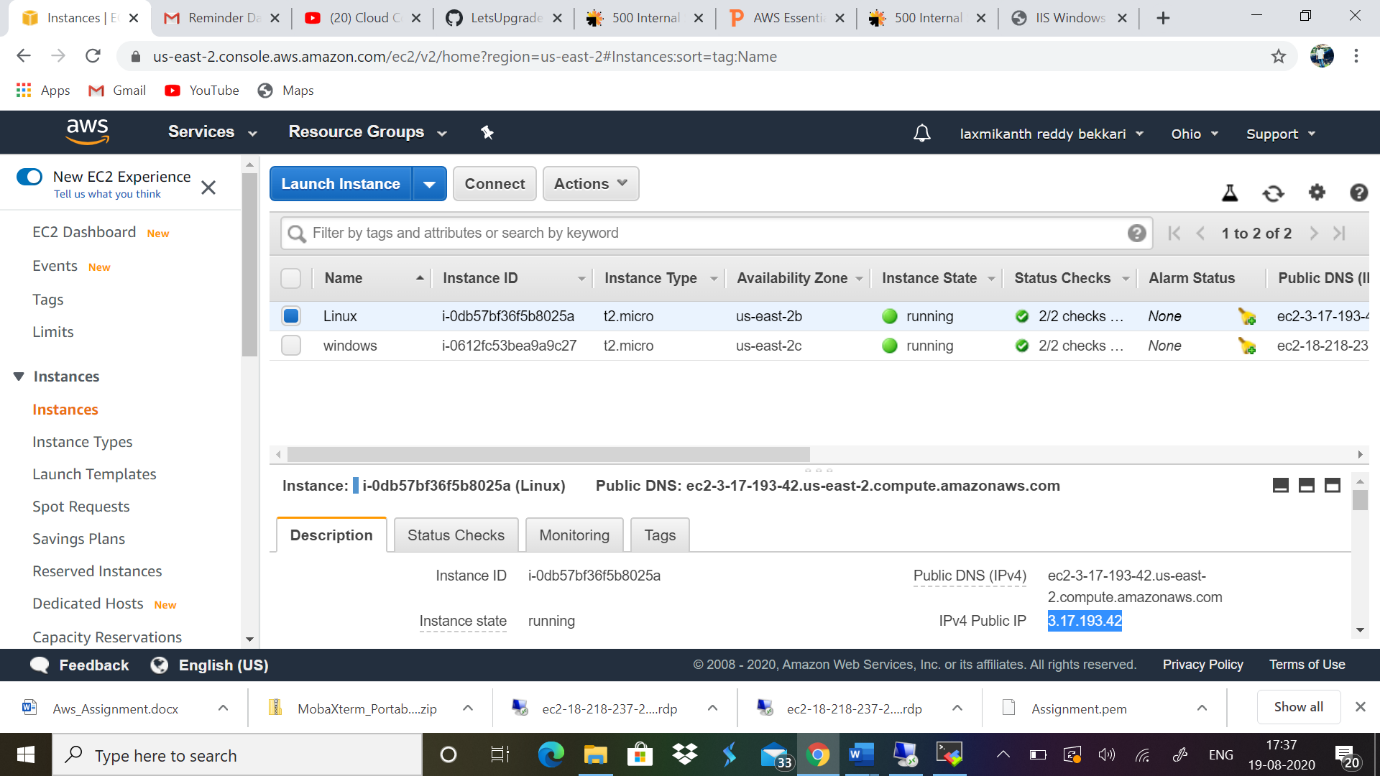 Instances | E
Reminder Da
(20) Cloud C
LetsUpgrade
500 Internal
AWS Essentia
500 Internal
IIS Windows
us-east-2.console.aws.amazon.com/ec2/v2/home?region=us-east-2#Instances:sort=tag:Name
Apps Gmail YouTube Maps
aws Services Resource Groups laxmikanth reddy bekkari Ohio Support
New EC2 Experience
Tell us what you think
EC2 Dashboard New
Events New
Tags
Limits
Instances
Instances
Instance Types
Launch Templates
Spot Requests
Savings Plans
Reserved Instances
Dedicated Hosts New
Capacity Reservations
Launch Instance Connect Actions
Filter by tags and attributes or search by keyword 1 to 2 of 2
Name Instance ID Instance Type Availability Zone Instance State Status Checks Alarm Status Public DNS (I
Linux i-0db57bf36f5b8025a t2.micro us-east-2b running 2/2 checks ... None ec2-3-17-193-4
windows i-0612fc53bea9a9c27 t2.micro us-east-2c running 2/2 checks ... None ec2-18-218-23
Instance: i-0db57bf36f5b8025a (Linux) Public DNS: ec2-3-17-193-42.us-east-2.compute.amazonaws.com
Description Status Checks Monitoring Tags
Instance ID i-0db57bf36f5b8025a Public DNS (IPv4) ec2-3-17-193-42.us-east-
2.compute.amazonaws.com
Instance state running IPv4 Public IP 3.17.193.42
Feedback English (US) © 2008 - 2020, Amazon Web Services, Inc. or its affiliates. All rights reserved. Privacy Policy Terms of Use
Aws_Assignment.docx MobaXterm_Portab....zip ec2-18-218-237-2....rdp ec2-18-218-237-2....rdp Assignment.pem Show all
Type here to search 33 ENG 17:37
19-08-2020 20